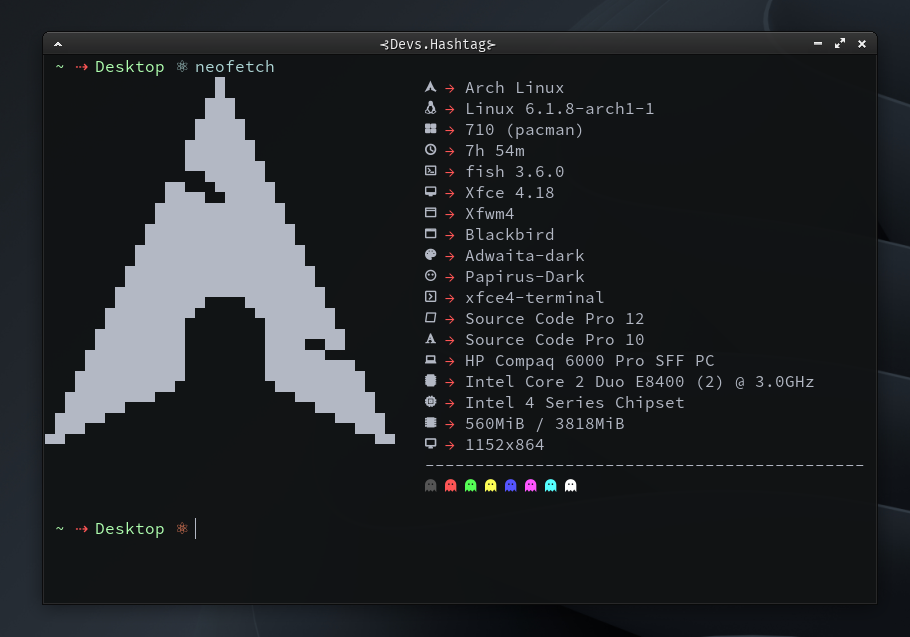 ⊰Devs.Hashtag⊱
~ ⇢ Desktop ⚛ neofetch
→ Arch Linux
→ Linux 6.1.8-arch1-1
→ 710 (pacman)
→ 7h 54m
→ fish 3.6.0
→ Xfce 4.18
→ Xfwm4
→ Blackbird
→ Adwaita-dark
→ Papirus-Dark
→ xfce4-terminal
→ Source Code Pro 12
→ Source Code Pro 10
→ HP Compaq 6000 Pro SFF PC
→ Intel Core 2 Duo E8400 (2) @ 3.0GHz
→ Intel 4 Series Chipset
→ 560MiB / 3818MiB
→ 1152x864
--------------------------------------------
~ ⇢ Desktop ⚛